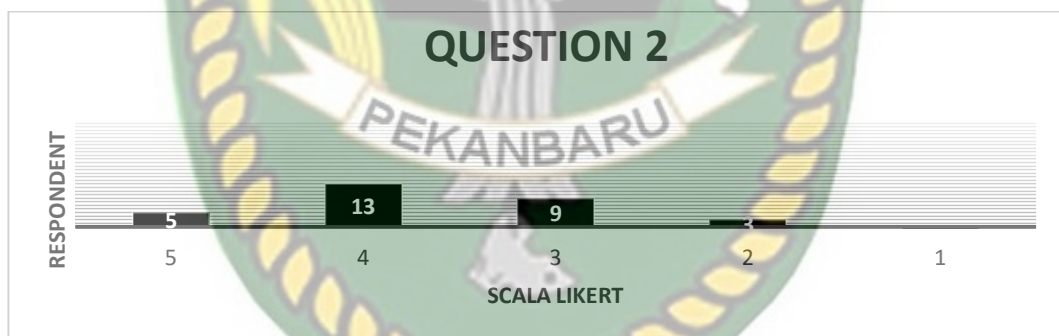 QUESTION 2
PEKANBARU
RESPONDENT
5 13 9 3
5 4 3 2 1
SCALA LIKERT